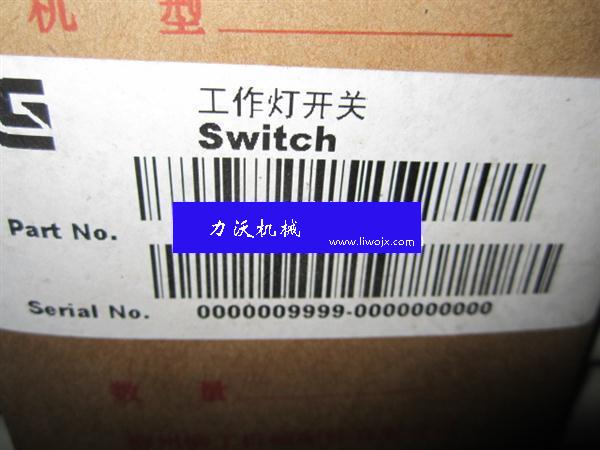 机 型
工作灯开关
Switch
Part No.
力沃机械
www.liwojx.com
Serial No. 0000009999-0000000000
数 量